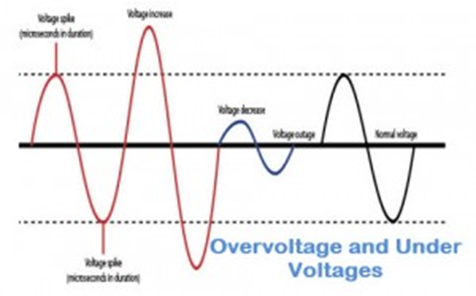 Voltage spike
(microseconds in duration)
Voltage increase
Voltage decrease
Voltage outage
Normal voltage
Voltage spike
(microseconds in duration)
Overvoltage and Under
Voltages